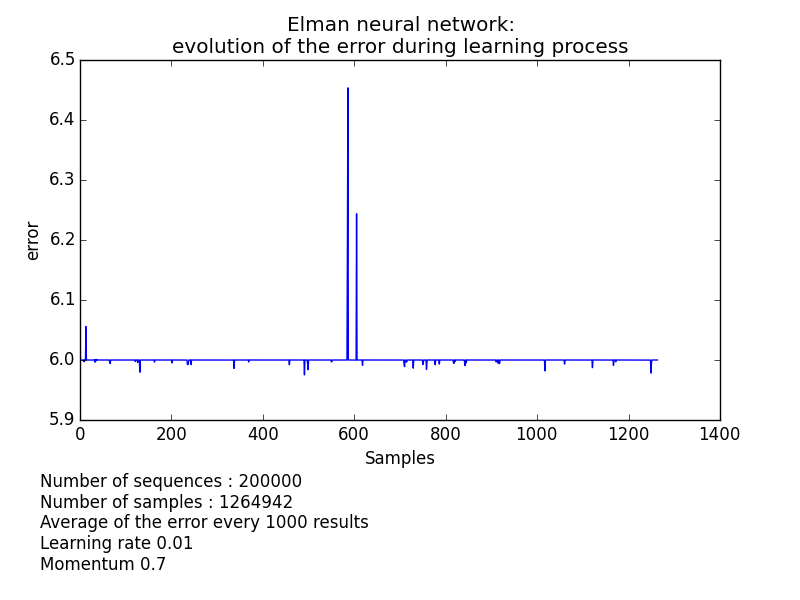 Elman neural network:
evolution of the error during learning process
6.5
6.4
6.3
6.2
6.1
6.0
5.9
error
0 200 400 600 800 1000 1200 1400
Samples
Number of sequences : 200000
Number of samples : 1264942
Average of the error every 1000 results
Learning rate 0.01
Momentum 0.7